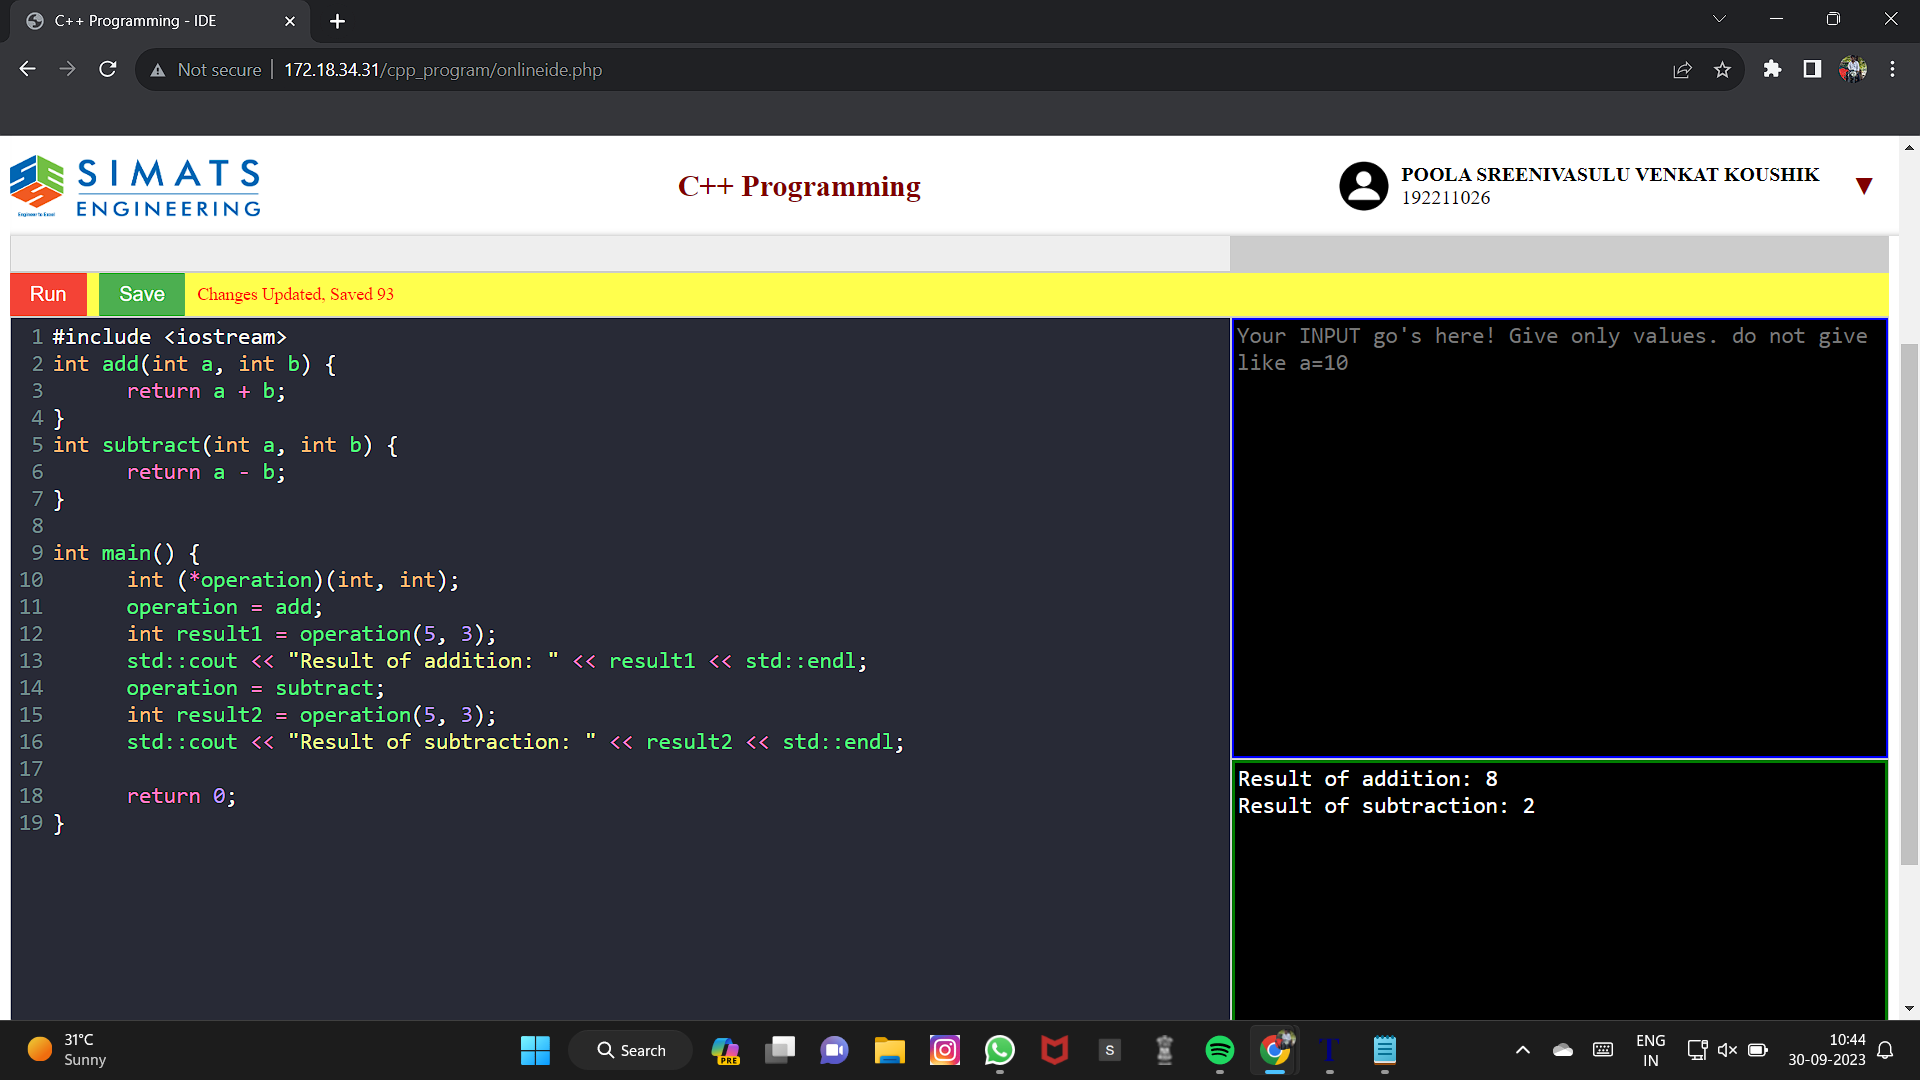 C++ Programming - IDE
Not secure
172.18.34.31/cpp_program/onlineide.php
SIMATS
ENGINEERING
Engineer to Excel
C++ Programming
POOLA SREENIVASULU VENKAT KOUSHIK
192211026
Run
Save
Changes Updated, Saved 93
1 #include <iostream>
2 int add(int a, int b) {
3 return a + b;
4 }
5 int subtract(int a, int b) {
6 return a - b;
7 }
8
9 int main() {
10 int (*operation)(int, int);
11 operation = add;
12 int result1 = operation(5, 3);
13 std::cout << "Result of addition: " << result1 << std::endl;
14 operation = subtract;
15 int result2 = operation(5, 3);
16 std::cout << "Result of subtraction: " << result2 << std::endl;
17
18 return 0;
19 }
Your INPUT go's here! Give only values. do not give
like a=10
Result of addition: 8
Result of subtraction: 2
31°C
Sunny
Search
PRE
S
T
ENG
IN
10:44
30-09-2023